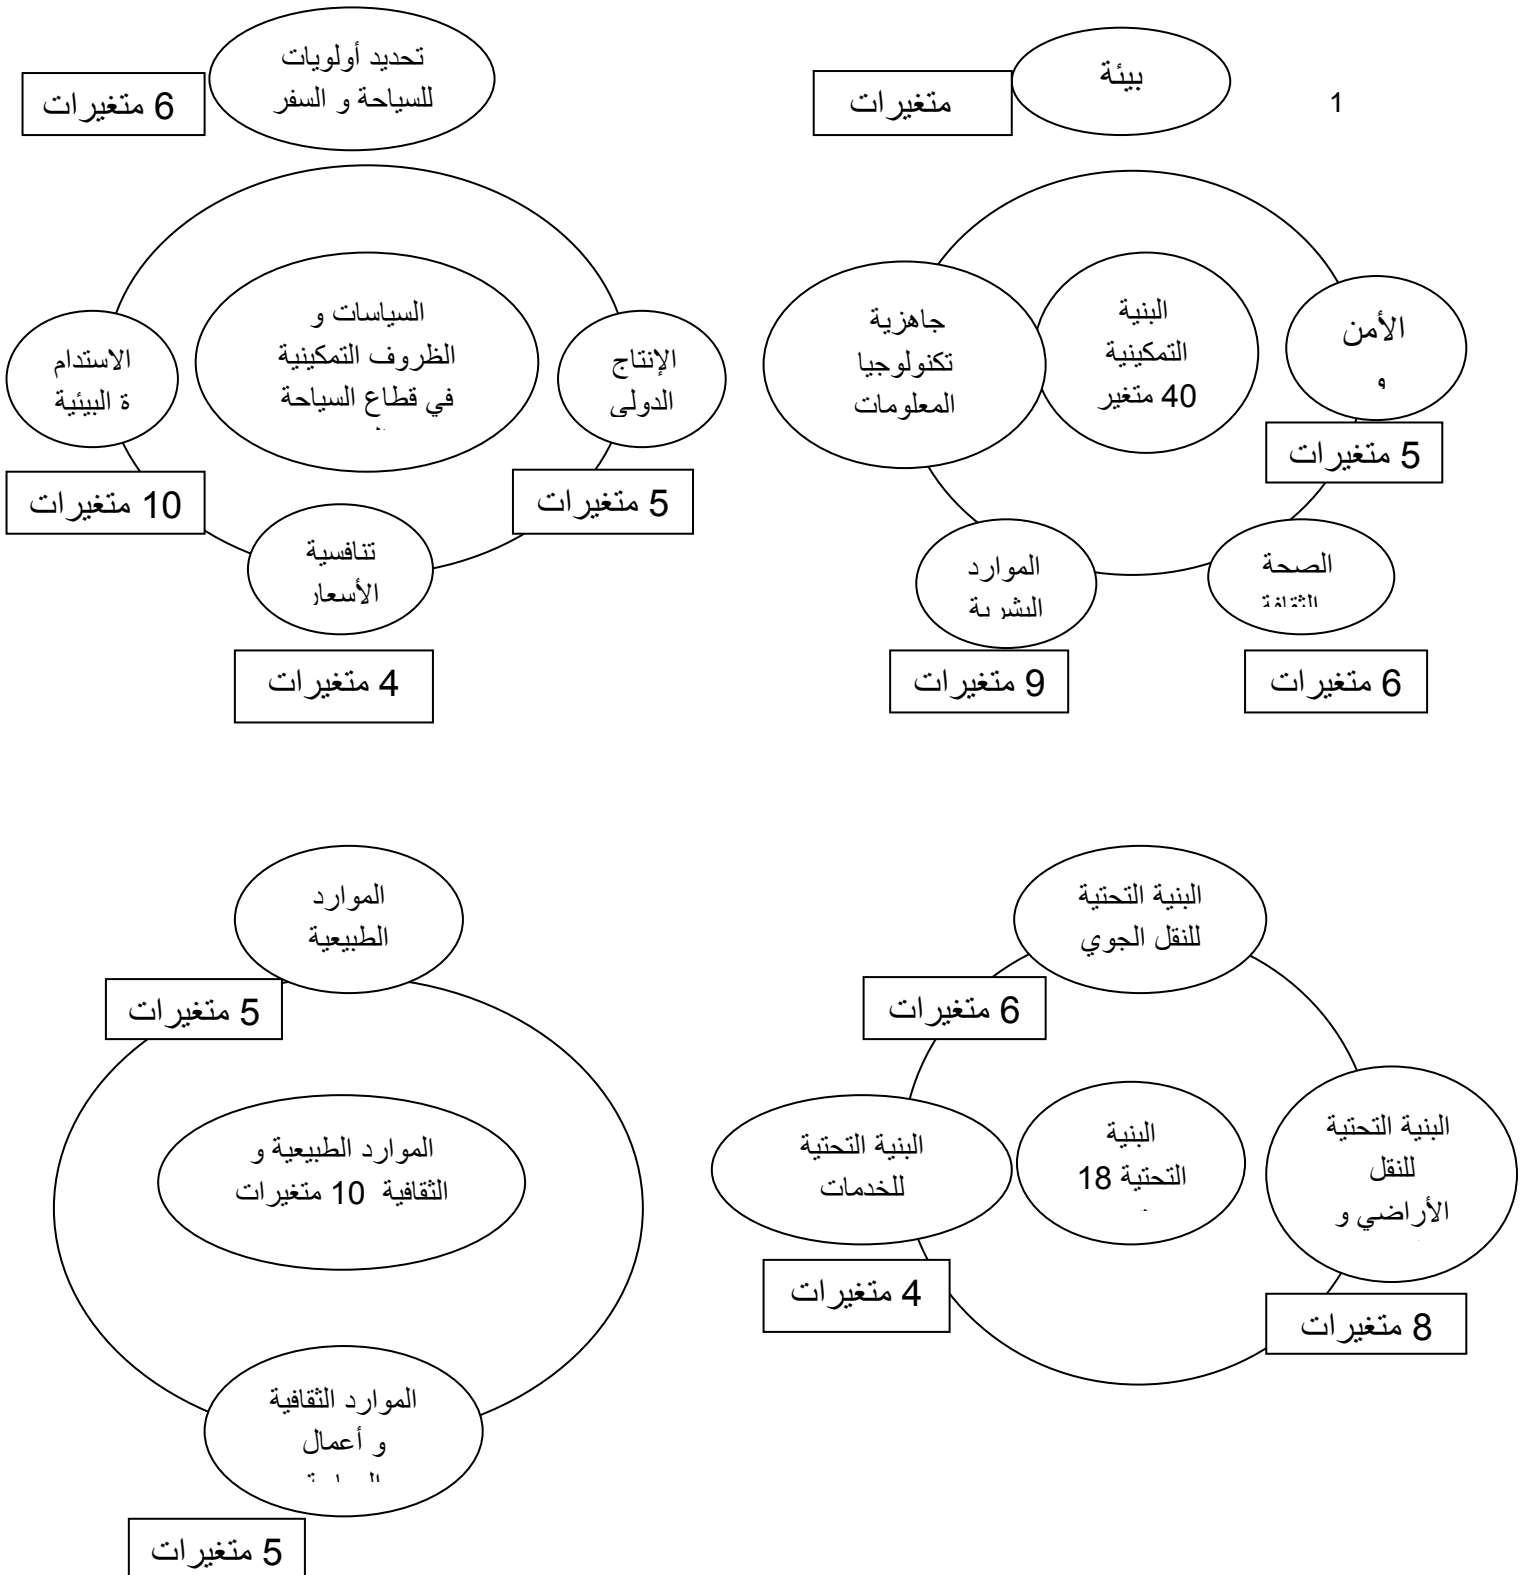 بيئة
متغيرات
1
الأمن
و
5 متغيرات
البنية
التمكينية
40 متغير
جاهزية
تكنولوجيا
المعلومات
الصحة
6 متغيرات
الموارد
البشرية
9 متغيرات
تحديد أولويات
للسياحة و السفر
6 متغيرات
الإنتاج
الدولي
5 متغيرات
السياسات و
الظروف التمكينية
في قطاع السياحة
الاستدام
ة البيئية
10 متغيرات
تنافسية
الأسعار
4 متغيرات
البنية التحتية
للنقل الجوي
6 متغيرات
البنية التحتية
للنقل
الأراضي و
8 متغيرات
البنية
التحتية 18
البنية التحتية
للخدمات
4 متغيرات
الموارد
الطبيعية
5 متغيرات
الموارد الطبيعية و
الثقافية 10 متغيرات
الموارد الثقافية
و أعمال
5 متغيرات